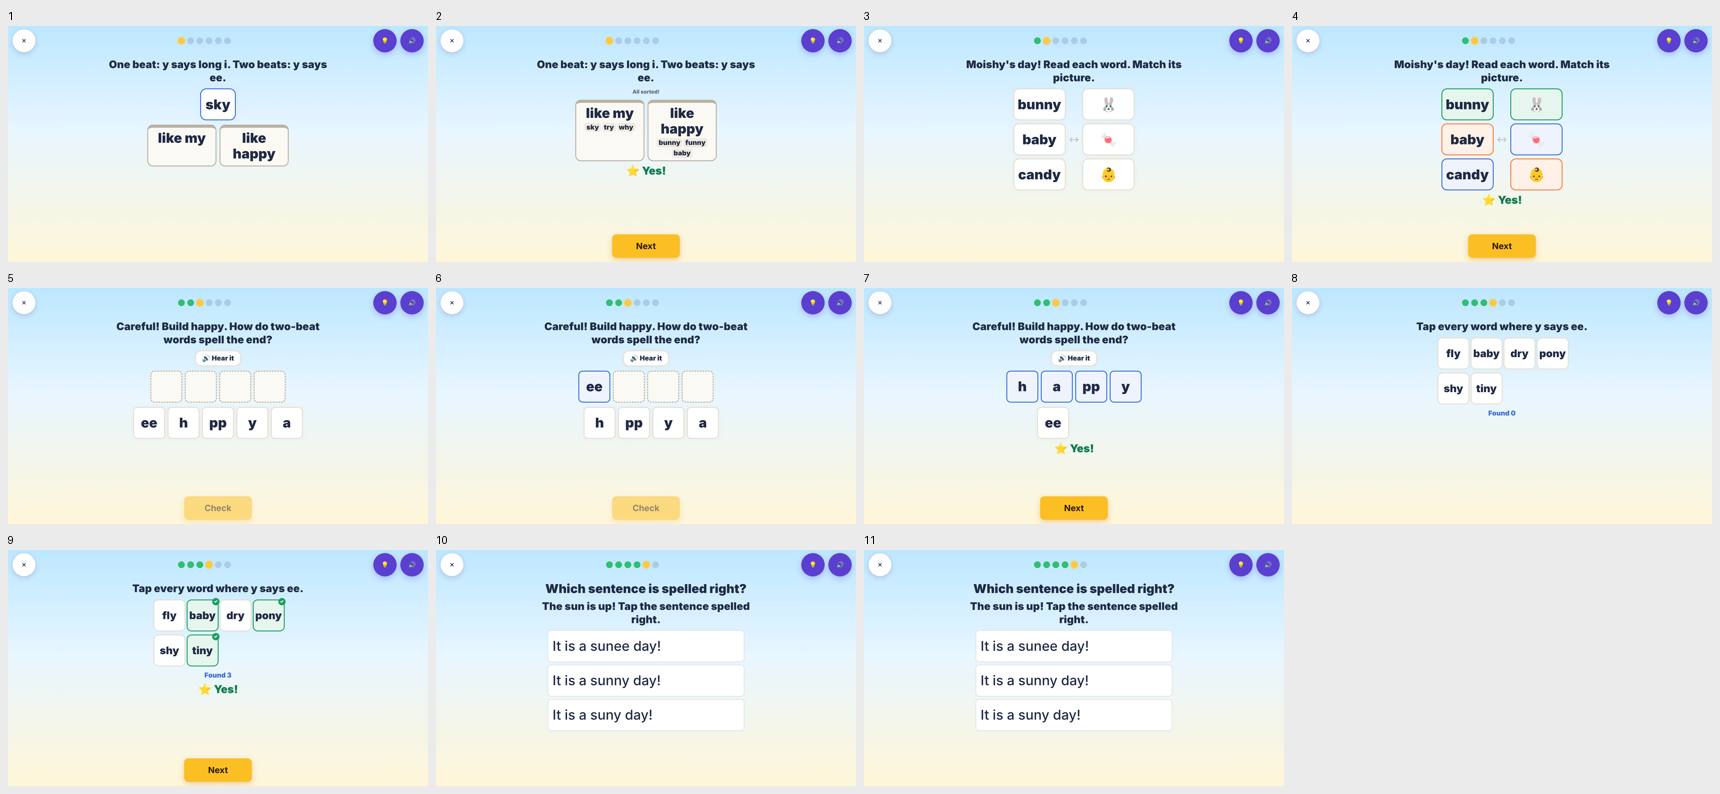 1
One beat: y says long i. Two beats: y says
ee.
sky
like my
like
happy
2
One beat: y says long i. Two beats: y says
ee.
All sorted!
like my
sky try why
like
happy
bunny funny
baby
Yes!
Next
3
Moishy's day! Read each word. Match its
picture.
bunny
baby
candy
4
Moishy's day! Read each word. Match its
picture.
bunny
baby
candy
Yes!
Next
5
Careful! Build happy. How do two-beat
words spell the end?
Hear it
ee h pp y a
Check
6
Careful! Build happy. How do two-beat
words spell the end?
Hear it
ee
h pp y a
Check
7
Careful! Build happy. How do two-beat
words spell the end?
Hear it
h a pp y
ee
Yes!
Next
8
Tap every word where y says ee.
fly baby dry pony
shy tiny
Found 0
9
Tap every word where y says ee.
fly baby dry pony
shy tiny
Found 3
Yes!
Next
10
Which sentence is spelled right?
The sun is up! Tap the sentence spelled
right.
It is a sunee day!
It is a sunny day!
It is a suny day!
11
Which sentence is spelled right?
The sun is up! Tap the sentence spelled
right.
It is a sunee day!
It is a sunny day!
It is a suny day!